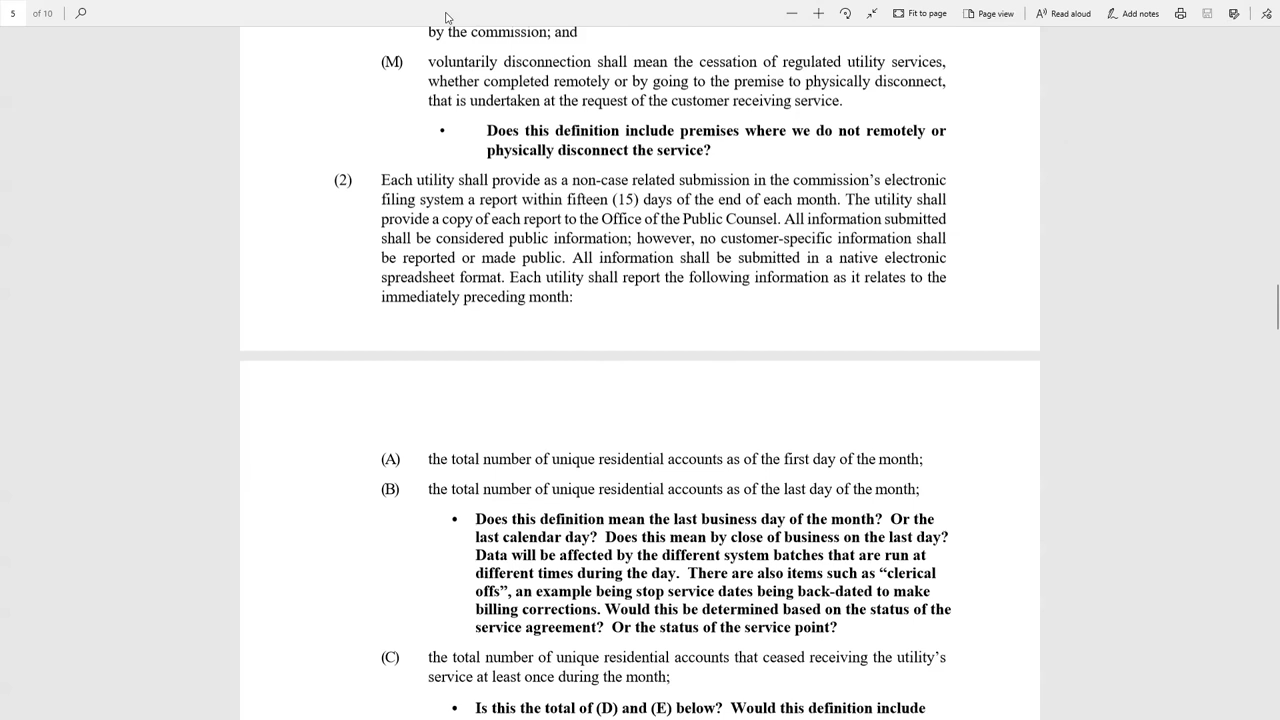 5 of 10 Fit to page Page view Read aloud Add notes
by the commission; and
(M) voluntarily disconnection shall mean the cessation of regulated utility services,
whether completed remotely or by going to the premise to physically disconnect,
that is undertaken at the request of the customer receiving service.
• Does this definition include premises where we do not remotely or
physically disconnect the service?
(2) Each utility shall provide as a non-case related submission in the commission’s electronic
filing system a report within fifteen (15) days of the end of each month. The utility shall
provide a copy of each report to the Office of the Public Counsel. All information submitted
shall be considered public information; however, no customer-specific information shall
be reported or made public. All information shall be submitted in a native electronic
spreadsheet format. Each utility shall report the following information as it relates to the
immediately preceding month:
(A) the total number of unique residential accounts as of the first day of the month;
(B) the total number of unique residential accounts as of the last day of the month;
• Does this definition mean the last business day of the month? Or the
last calendar day? Does this mean by close of business on the last day?
Data will be affected by the different system batches that are run at
different times during the day. There are also items such as “clerical
offs”, an example being stop service dates being back-dated to make
billing corrections. Would this be determined based on the status of the
service agreement? Or the status of the service point?
(C) the total number of unique residential accounts that ceased receiving the utility’s
service at least once during the month;
• Is this the total of (D) and (E) below? Would this definition include